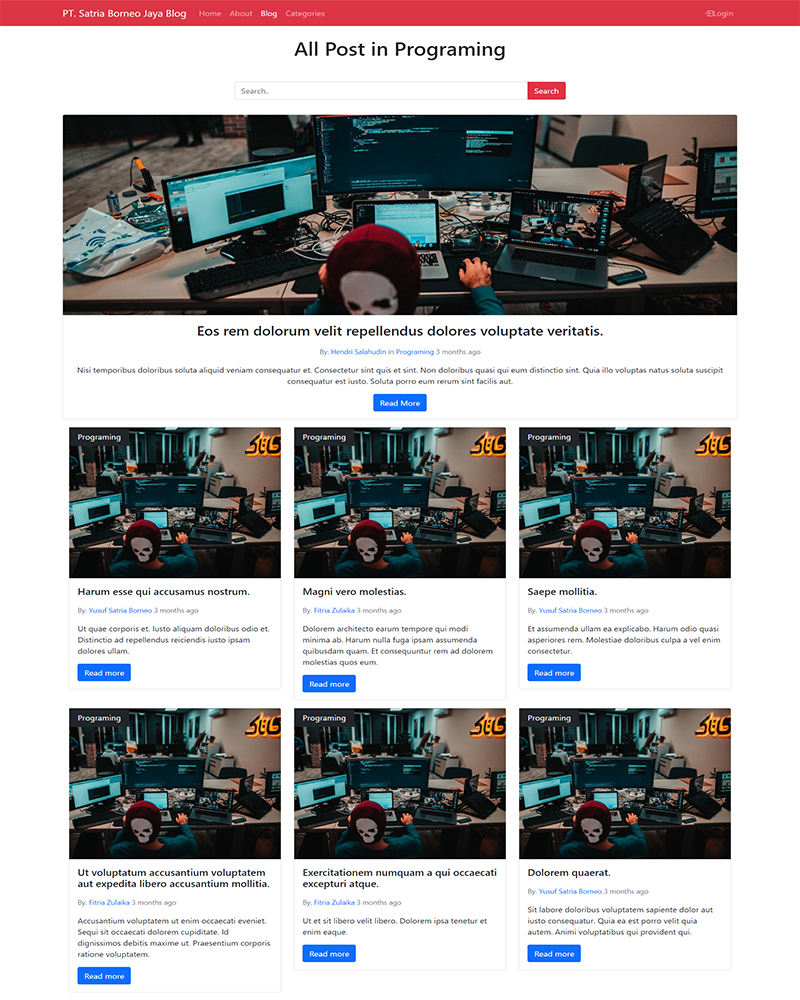 PT. Satria Borneo Jaya Blog Home About Blog Categories Login
All Post in Programing
Search.. Search
Eos rem dolorum velit repellendus dolores voluptate veritatis.
By. Hendri Salahudin in Programing 3 months ago
Nisi temporibus doloribus soluta aliquid veniam consequatur et. Consectetur sint quis et sint. Non doloribus quasi qui eum distinctio sint. Quia illo voluptas natus soluta suscipit
consequatur est iusto. Soluta porro eum rerum sint facilis aut.
Read More
Programing
Harum esse qui accusamus nostrum.
By. Yusuf Satria Borneo 3 months ago
Ut quae corporis et. Iusto aliquam doloribus odio et.
Distinctio ad repellendus reiciendis iusto ipsam
dolores ullam.
Read more
Programing
Magni vero molestias.
By. Fitria Zulaika 3 months ago
Dolorem architecto earum tempore qui modi
minima ab. Harum nulla fuga ipsam assumenda
quibusdam quam. Et consequuntur rem ad dolorem
molestias quos eum.
Read more
Programing
Saepe mollitia.
By. Yusuf Satria Borneo 3 months ago
Et assumenda ullam ea explicabo. Harum odio quasi
asperiores rem. Molestiae doloribus culpa a vel enim
consectetur.
Read more
Programing
Ut voluptatum accusantium voluptatem
aut expedita libero accusantium mollitia.
By. Fitria Zulaika 3 months ago
Accusantium voluptatem ut enim occaecati eveniet.
Sequi sit occaecati dolorem cupiditate. Id
dignissimos debitis maxime ut. Praesentium corporis
ratione voluptatem.
Read more
Programing
Exercitationem numquam a qui occaecati
excepturi atque.
By. Fitria Zulaika 3 months ago
Ut et sit libero velit libero. Dolorem ipsa tenetur et
enim eaque.
Read more
Programing
Dolorem quaerat.
By. Yusuf Satria Borneo 3 months ago
Sit labore doloribus voluptatem sapiente dolor aut
iusto consequatur. Quia ea est porro velit quia
autem. Animi voluptatibus qui provident qui.
Read more